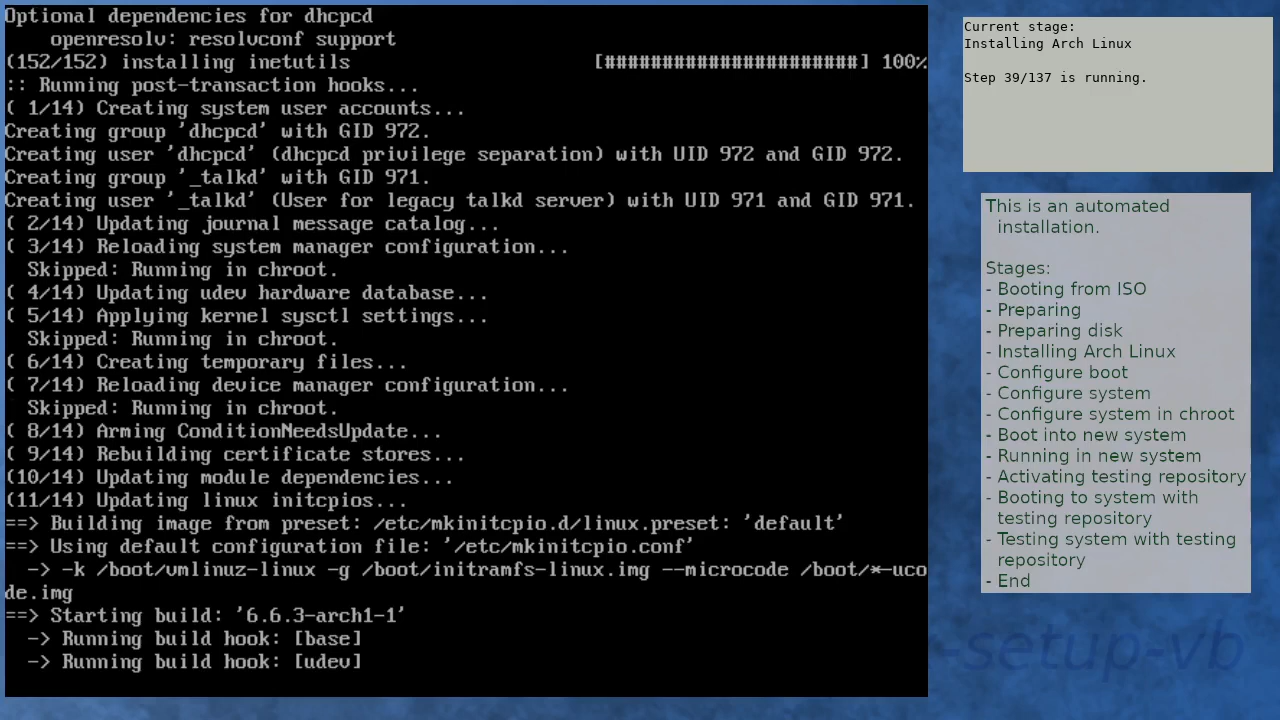 Optional dependencies for dhcpcd
    openresolv: resolvconf support
(152/152) installing inetutils [######################] 100%
:: Running post-transaction hooks...
( 1/14) Creating system user accounts...
Creating group 'dhcpcd' with GID 972.
Creating user 'dhcpcd' (dhcpcd privilege separation) with UID 972 and GID 972.
Creating group '_talkd' with GID 971.
Creating user '_talkd' (User for legacy talkd server) with UID 971 and GID 971.
( 2/14) Updating journal message catalog...
( 3/14) Reloading system manager configuration...
  Skipped: Running in chroot.
( 4/14) Updating udev hardware database...
( 5/14) Applying kernel sysctl settings...
  Skipped: Running in chroot.
( 6/14) Creating temporary files...
( 7/14) Reloading device manager configuration...
  Skipped: Running in chroot.
( 8/14) Arming ConditionNeedsUpdate...
( 9/14) Rebuilding certificate stores...
(10/14) Updating module dependencies...
(11/14) Updating linux initcpios...
==> Building image from preset: /etc/mkinitcpio.d/linux.preset: 'default'
==> Using default configuration file: '/etc/mkinitcpio.conf'
  -> -k /boot/vmlinuz-linux -g /boot/initramfs-linux.img --microcode /boot/*-uco
de.img
==> Starting build: '6.6.3-arch1-1'
  -> Running build hook: [base]
  -> Running build hook: [udev]
Current stage:
Installing Arch Linux
Step 39/137 is running.
This is an automated
installation.
Stages:
- Booting from ISO
- Preparing
- Preparing disk
- Installing Arch Linux
- Configure boot
- Configure system
- Configure system in chroot
- Boot into new system
- Running in new system
- Activating testing repository
- Booting to system with
testing repository
- Testing system with testing
repository
- End
-setup-vb